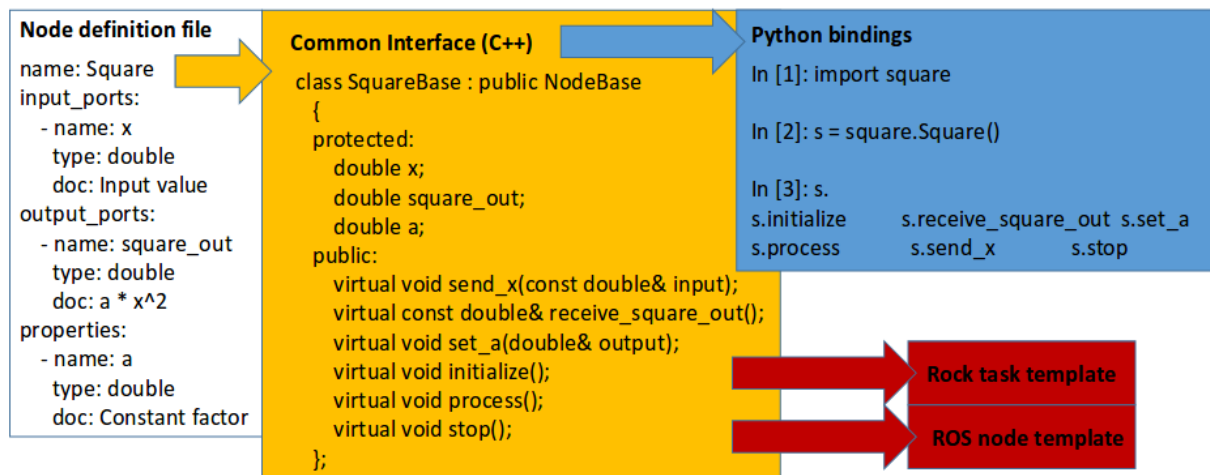 Node definition file
name: Square
input_ports:
- name: x
type: double
doc: Input value
output_ports:
- name: square_out
type: double
doc: a * x^2
properties:
- name: a
type: double
doc: Constant factor
Common Interface (C++)
class SquareBase : public NodeBase
{
protected:
double x;
double square_out;
double a;
public:
virtual void send_x(const double& input);
virtual const double& receive_square_out();
virtual void set_a(double& output);
virtual void initialize();
virtual void process();
virtual void stop();
};
Python bindings
In [1]: import square
In [2]: s = square.Square()
In [3]: s.
s.initialize s.receive_square_out s.set_a
s.process s.send_x s.stop
Rock task template
ROS node template